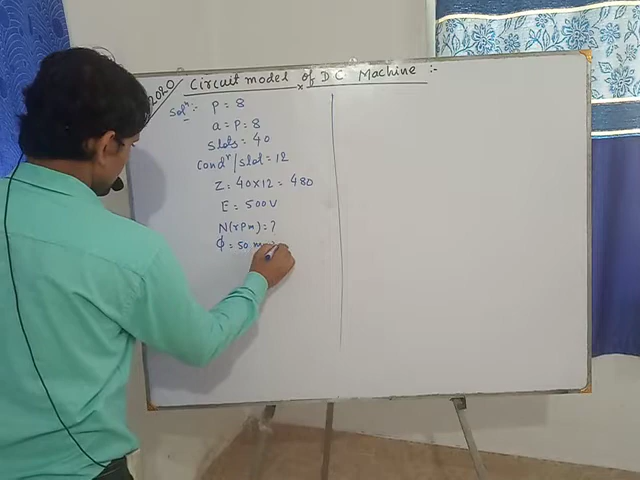 2020
Circuit model of DC Machine :-
Solⁿ:- P = 8
a = P = 8
Slots = 40
Condʳ/slot = 12
Z = 40×12 = 480
E = 500V
N(rPm) = ?
ϕ = 50 m